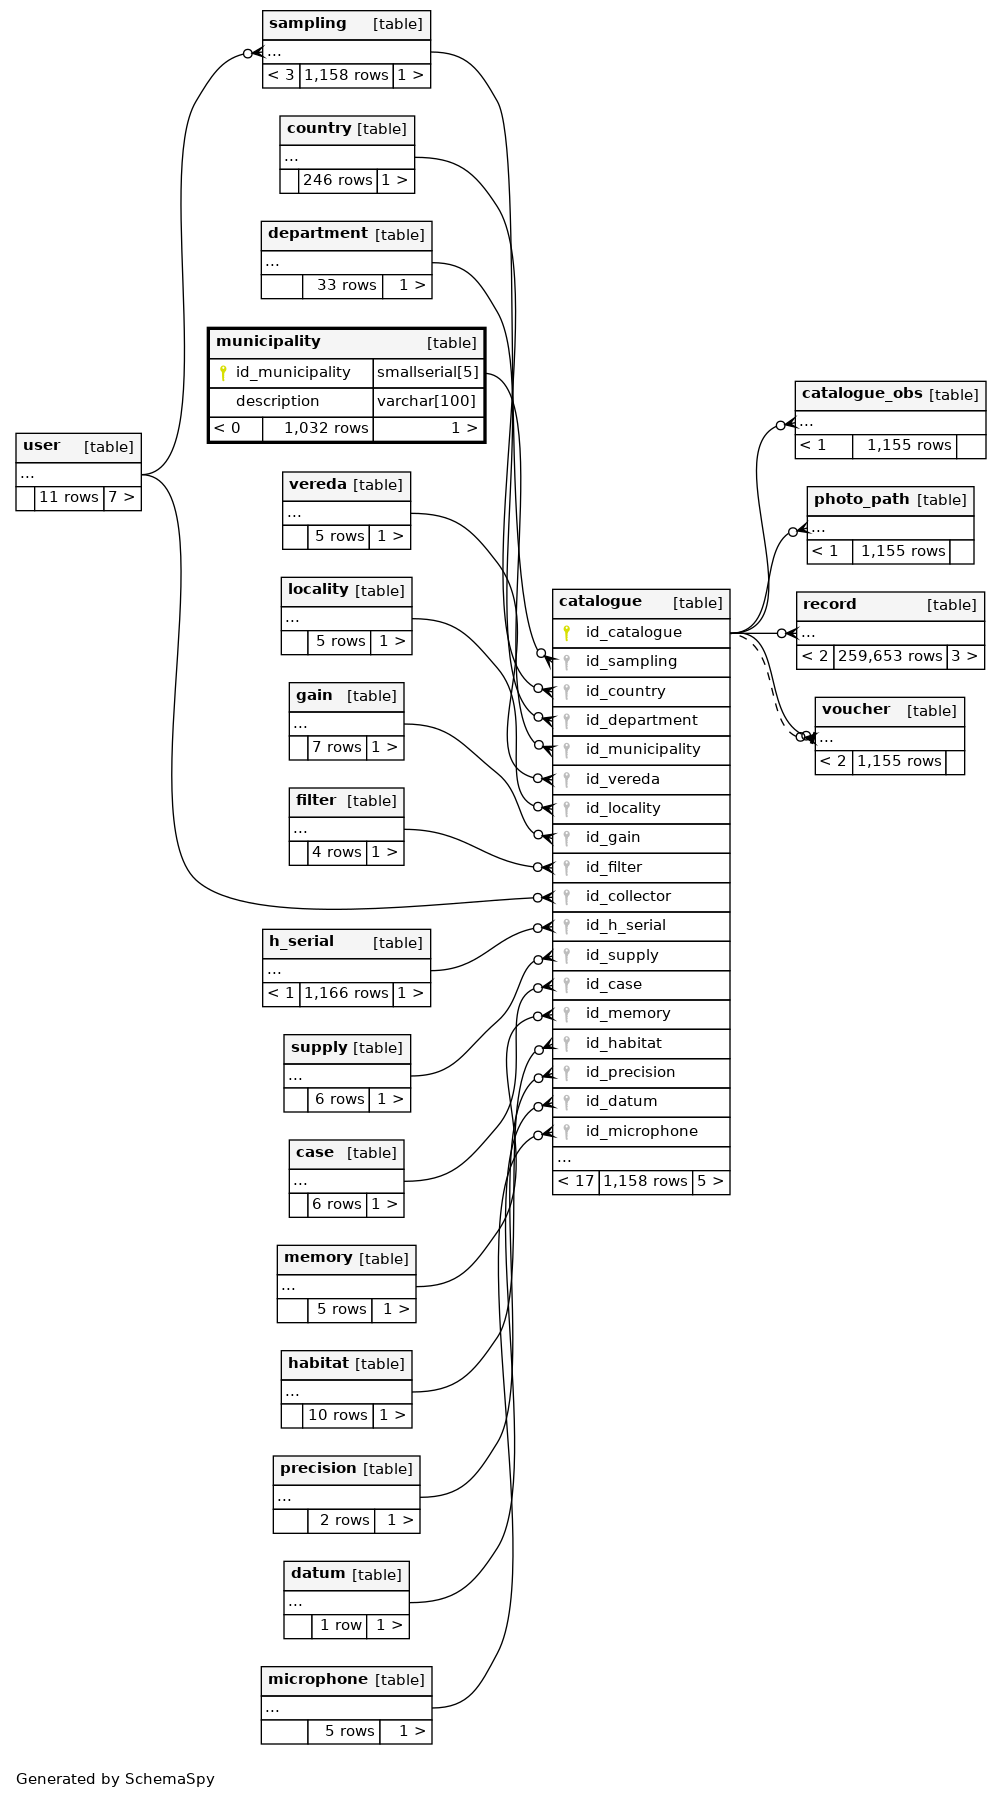 sampling [table]
...
< 3 1,158 rows 1 >
country [table]
...
246 rows 1 >
department [table]
...
33 rows 1 >
municipality [table]
id_municipality smallserial[5]
description varchar[100]
< 0 1,032 rows 1 >
user [table]
...
11 rows 7 >
vereda [table]
...
5 rows 1 >
locality [table]
...
5 rows 1 >
gain [table]
...
7 rows 1 >
filter [table]
...
4 rows 1 >
h_serial [table]
...
< 1 1,166 rows 1 >
supply [table]
...
6 rows 1 >
case [table]
...
6 rows 1 >
memory [table]
...
5 rows 1 >
habitat [table]
...
10 rows 1 >
precision [table]
...
2 rows 1 >
datum [table]
...
1 row 1 >
microphone [table]
...
5 rows 1 >
catalogue [table]
id_catalogue
id_sampling
id_country
id_department
id_municipality
id_vereda
id_locality
id_gain
id_filter
id_collector
id_h_serial
id_supply
id_case
id_memory
id_habitat
id_precision
id_datum
id_microphone
...
< 17 1,158 rows 5 >
catalogue_obs [table]
...
< 1 1,155 rows
photo_path [table]
...
< 1 1,155 rows
record [table]
...
< 2 259,653 rows 3 >
voucher [table]
...
< 2 1,155 rows
Generated by SchemaSpy